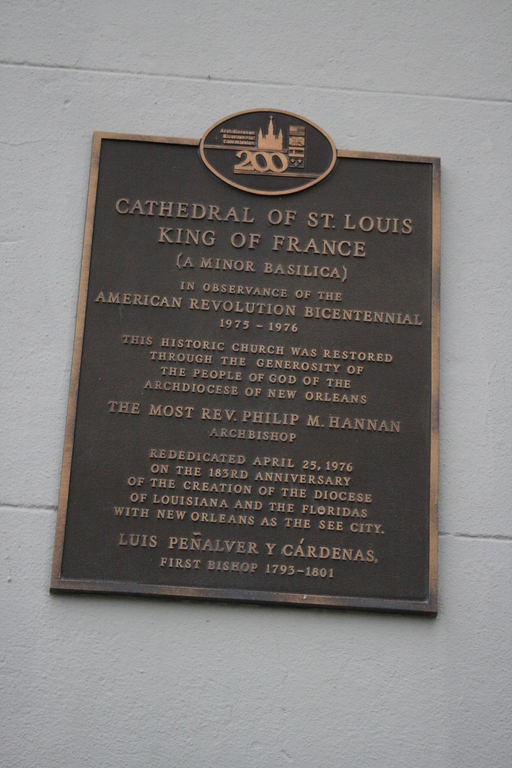 200
CATHEDRAL OF ST. LOUIS
KING OF FRANCE
(A MINOR BASILICA)
IN OBSERVANCE OF THE
AMERICAN REVOLUTION BICENTENNIAL
1975 - 1976
THIS HISTORIC CHURCH WAS RESTORED
THROUGH THE GENEROSITY OF
THE PEOPLE OF GOD OF THE
ARCHDIOCESE OF NEW ORLEANS
THE MOST REV. PHILIP M. HANNAN
ARCHBISHOP
REDEDICATED APRIL 25, 1976
ON THE 183RD ANNIVERSARY
OF THE CREATION OF THE DIOCESE
OF LOUISIANA AND THE FLORIDAS
WITH NEW ORLEANS AS THE SEE CITY.
LUIS PEÑALVER Y CÁRDENAS,
FIRST BISHOP 1793-1801